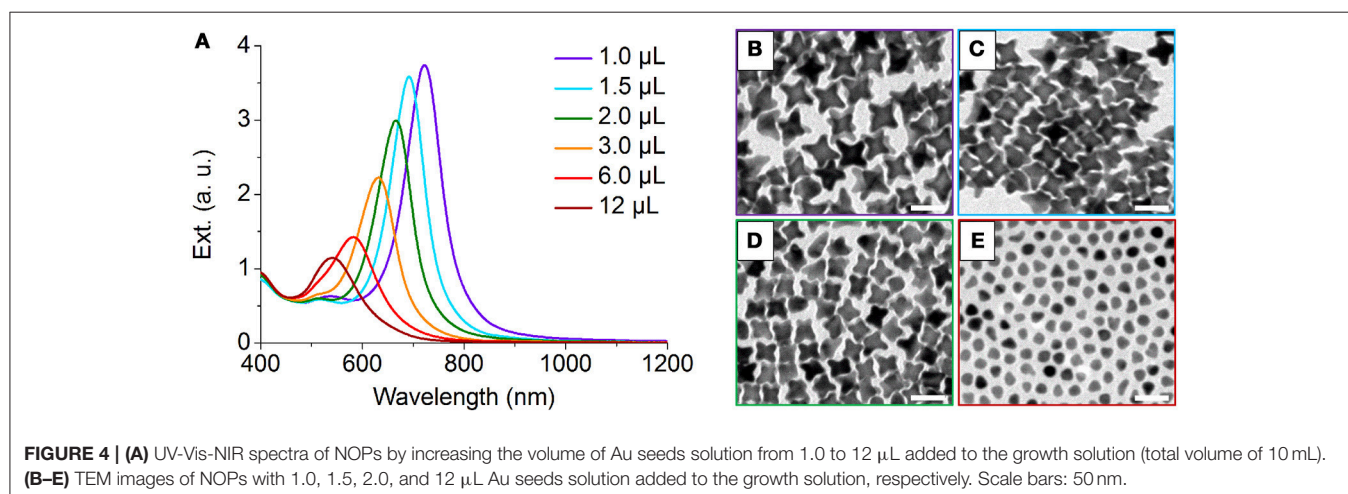 A
4
3
2
1
0
Ext. (a. u.)
400 600 800 1000 1200
Wavelength (nm)
1.0 µL
1.5 µL
2.0 µL
3.0 µL
6.0 µL
12 µL
B
C
D
E
FIGURE 4 | (A) UV-Vis-NIR spectra of NOPs by increasing the volume of Au seeds solution from 1.0 to 12 µL added to the growth solution (total volume of 10 mL).
(B–E) TEM images of NOPs with 1.0, 1.5, 2.0, and 12 µL Au seeds solution added to the growth solution, respectively. Scale bars: 50 nm.